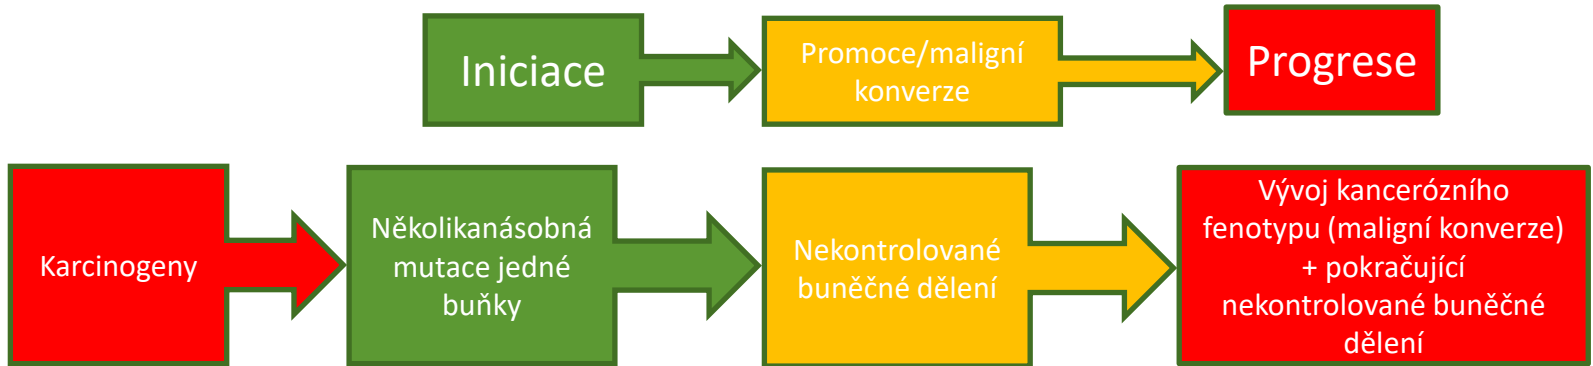 Iniciace
Promoce/maligní
konverze
Progrese
Karcinogeny
Několikanásobná
mutace jedné
buňky
Nekontrolované
buněčné dělení
Vývoj kancerózního
fenotypu (maligní konverze)
+ pokračující
nekontrolované buněčné
dělení